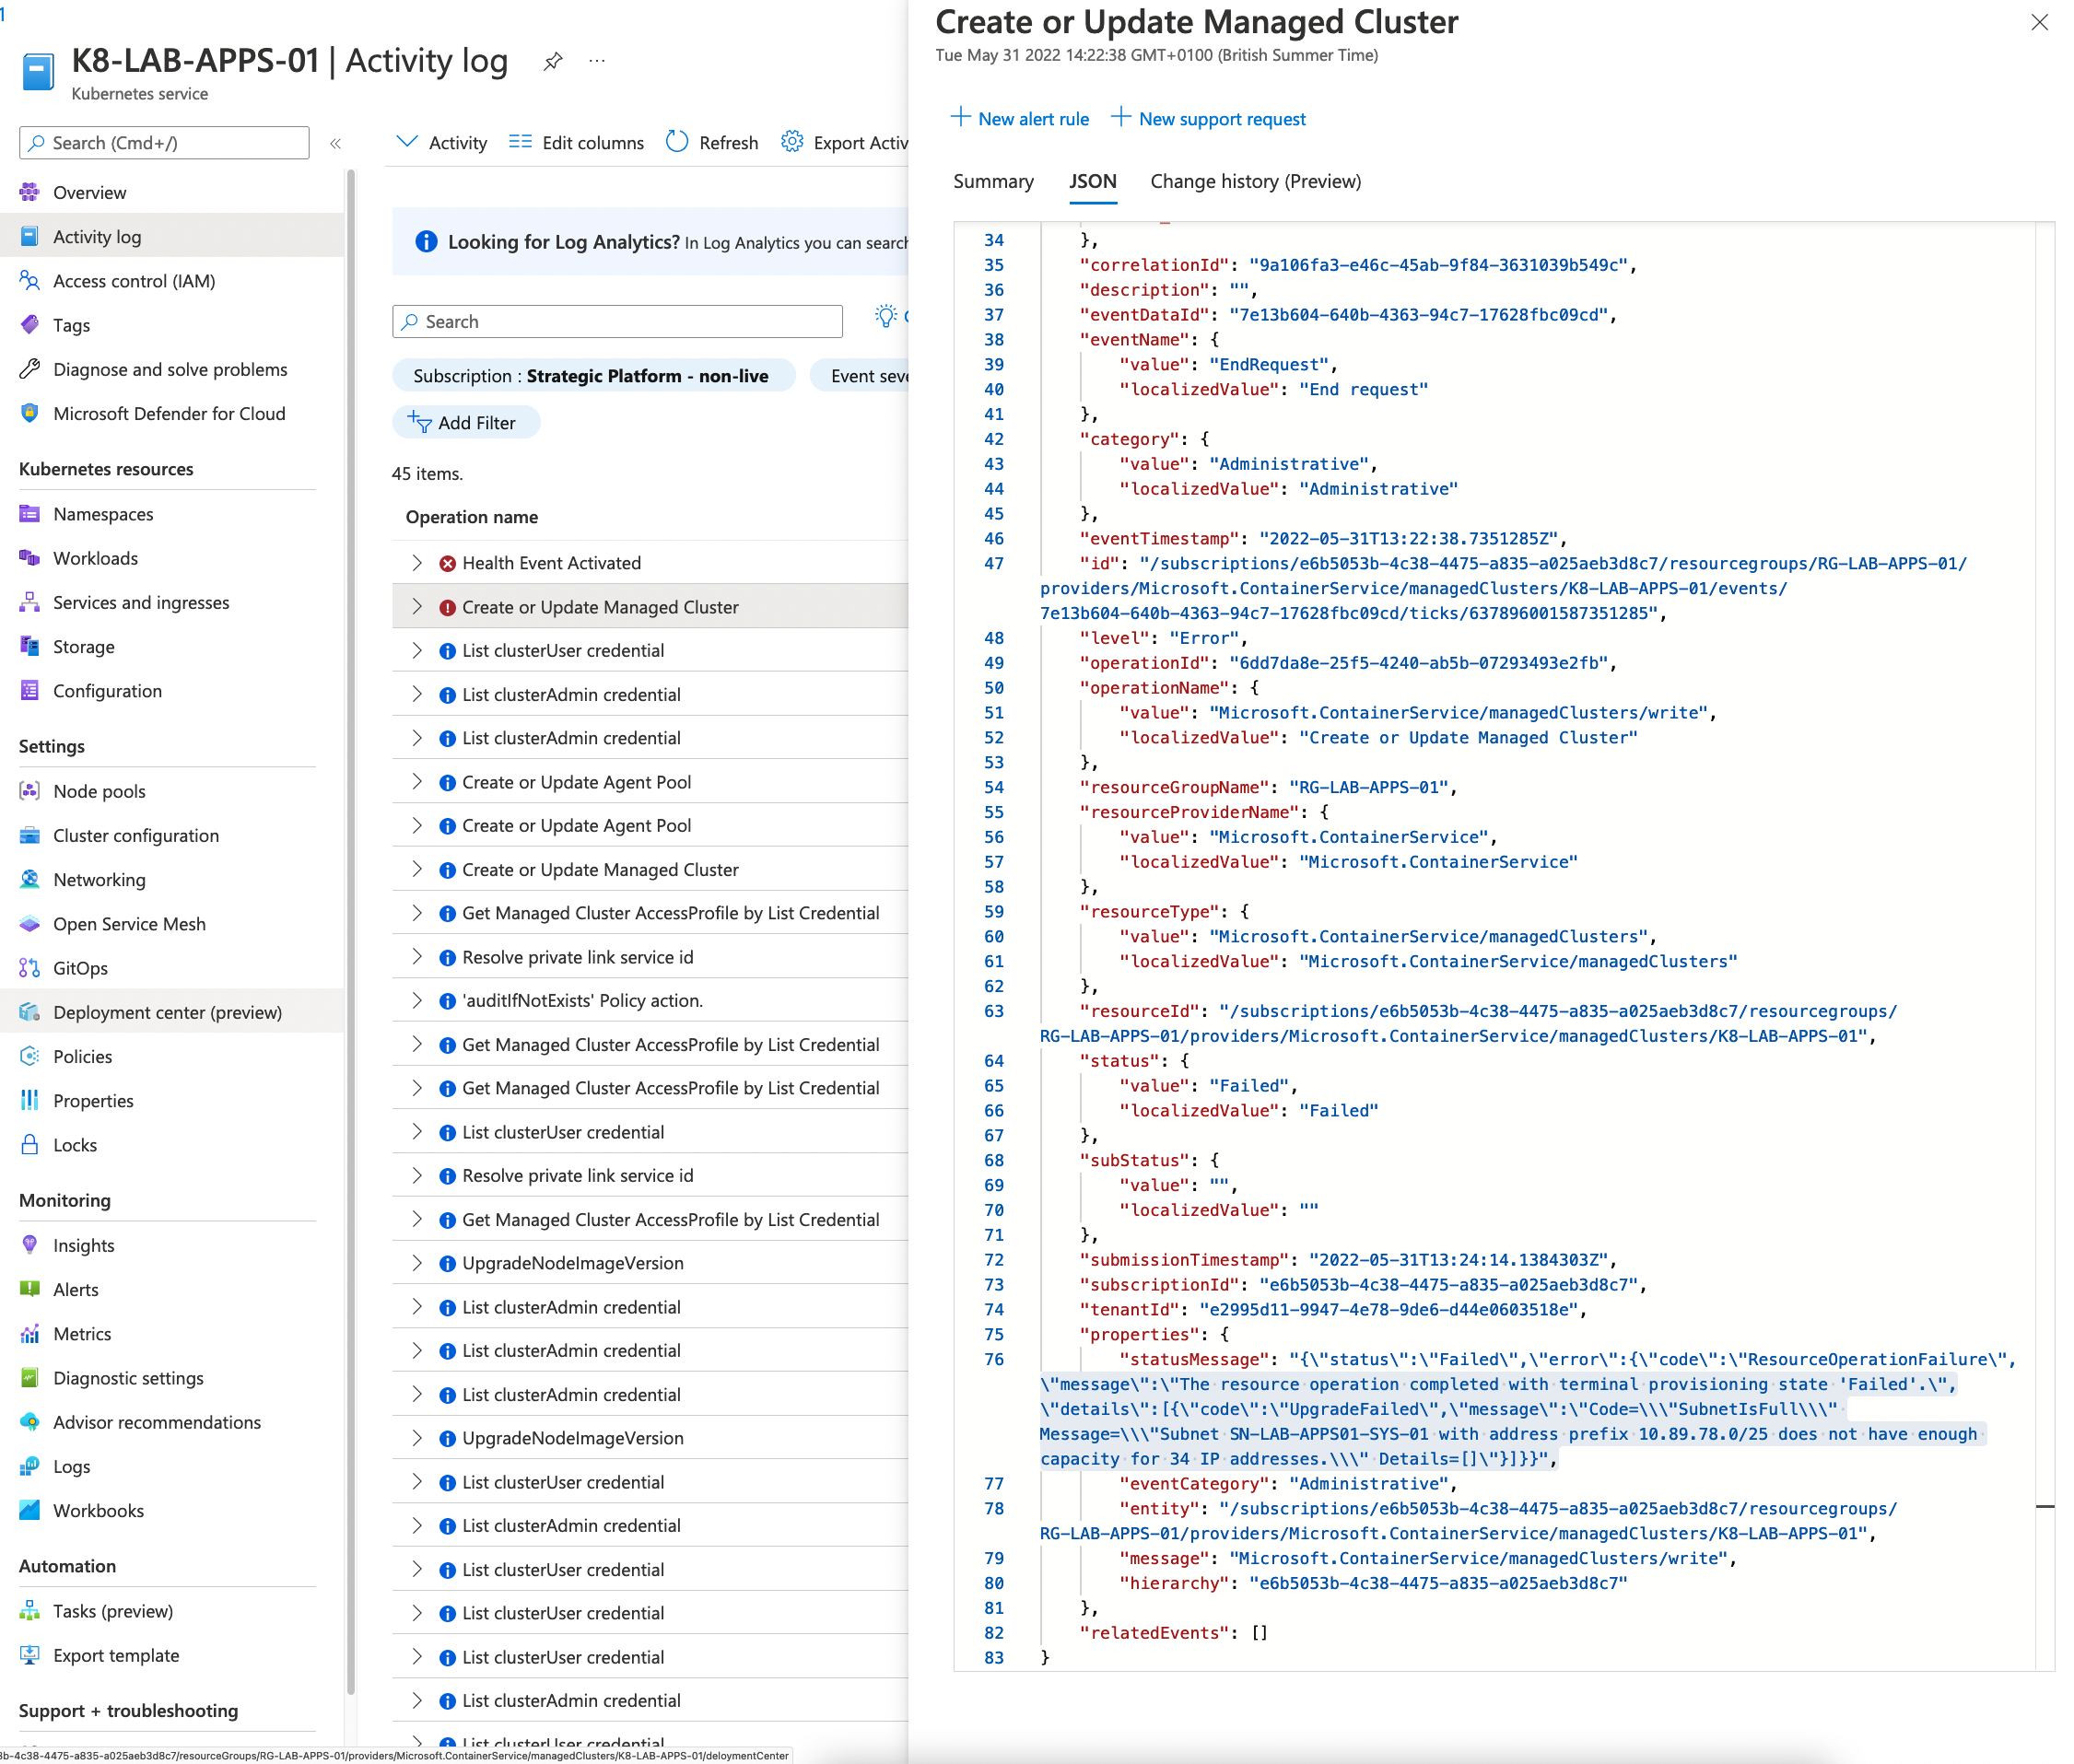 K8-LAB-APPS-01 | Activity log
Kubernetes service
Search (Cmd+/)
«
Overview
Activity log
Access control (IAM)
Tags
Diagnose and solve problems
Microsoft Defender for Cloud
Kubernetes resources
Namespaces
Workloads
Services and ingresses
Storage
Configuration
Settings
Node pools
Cluster configuration
Networking
Open Service Mesh
GitOps
Deployment center (preview)
Policies
Properties
Locks
Monitoring
Insights
Alerts
Metrics
Diagnostic settings
Advisor recommendations
Logs
Workbooks
Automation
Tasks (preview)
Export template
Support + troubleshooting
8b-4c38-4475-a835-a025aeb3d8c7/resourceGroups/RG-LAB-APPS-01/providers/Microsoft.ContainerService/managedClusters/K8-LAB-APPS-01/deloymentCenter
Activity
Edit columns
Refresh
Export Activ
Looking for Log Analytics? In Log Analytics you can search
Search
Subscription : Strategic Platform - non-live
Event seve
Add Filter
45 items.
Operation name
Health Event Activated
Create or Update Managed Cluster
List clusterUser credential
List clusterAdmin credential
List clusterAdmin credential
Create or Update Agent Pool
Create or Update Agent Pool
Create or Update Managed Cluster
Get Managed Cluster AccessProfile by List Credential
Resolve private link service id
'auditIfNotExists' Policy action.
Get Managed Cluster AccessProfile by List Credential
Get Managed Cluster AccessProfile by List Credential
List clusterUser credential
Resolve private link service id
Get Managed Cluster AccessProfile by List Credential
UpgradeNodeImageVersion
List clusterAdmin credential
List clusterAdmin credential
List clusterAdmin credential
UpgradeNodeImageVersion
List clusterUser credential
List clusterAdmin credential
List clusterUser credential
List clusterUser credential
List clusterUser credential
List clusterAdmin credential
List clusterUser credential
Create or Update Managed Cluster
Tue May 31 2022 14:22:38 GMT+0100 (British Summer Time)
New alert rule
New support request
Summary
JSON
Change history (Preview)
34 },
35 "correlationId": "9a106fa3-e46c-45ab-9f84-3631039b549c",
36 "description": "",
37 "eventDataId": "7e13b604-640b-4363-94c7-17628fbc09cd",
38 "eventName": {
39 "value": "EndRequest",
40 "localizedValue": "End request"
41 },
42 "category": {
43 "value": "Administrative",
44 "localizedValue": "Administrative"
45 },
46 "eventTimestamp": "2022-05-31T13:22:38.7351285Z",
47 "id": "/subscriptions/e6b5053b-4c38-4475-a835-a025aeb3d8c7/resourcegroups/RG-LAB-APPS-01/
providers/Microsoft.ContainerService/managedClusters/K8-LAB-APPS-01/events/
7e13b604-640b-4363-94c7-17628fbc09cd/ticks/637896001587351285",
48 "level": "Error",
49 "operationId": "6dd7da8e-25f5-4240-ab5b-07293493e2fb",
50 "operationName": {
51 "value": "Microsoft.ContainerService/managedClusters/write",
52 "localizedValue": "Create or Update Managed Cluster"
53 },
54 "resourceGroupName": "RG-LAB-APPS-01",
55 "resourceProviderName": {
56 "value": "Microsoft.ContainerService",
57 "localizedValue": "Microsoft.ContainerService"
58 },
59 "resourceType": {
60 "value": "Microsoft.ContainerService/managedClusters",
61 "localizedValue": "Microsoft.ContainerService/managedClusters"
62 },
63 "resourceId": "/subscriptions/e6b5053b-4c38-4475-a835-a025aeb3d8c7/resourcegroups/
RG-LAB-APPS-01/providers/Microsoft.ContainerService/managedClusters/K8-LAB-APPS-01",
64 "status": {
65 "value": "Failed",
66 "localizedValue": "Failed"
67 },
68 "subStatus": {
69 "value": "",
70 "localizedValue": ""
71 },
72 "submissionTimestamp": "2022-05-31T13:24:14.1384303Z",
73 "subscriptionId": "e6b5053b-4c38-4475-a835-a025aeb3d8c7",
74 "tenantId": "e2995d11-9947-4e78-9de6-d44e0603518e",
75 "properties": {
76 "statusMessage": "{\"status\":\"Failed\",\"error\":{\"code\":\"ResourceOperationFailure\",
\"message\":\"The resource operation completed with terminal provisioning state 'Failed'.\",
\"details\":[{\"code\":\"UpgradeFailed\",\"message\":\"Code=\\\"SubnetIsFull\\\"
Message=\\\"Subnet SN-LAB-APPS01-SYS-01 with address prefix 10.89.78.0/25 does not have enough
capacity for 34 IP addresses.\\\" Details=[]\"}]}}",
77 "eventCategory": "Administrative",
78 "entity": "/subscriptions/e6b5053b-4c38-4475-a835-a025aeb3d8c7/resourcegroups/
RG-LAB-APPS-01/providers/Microsoft.ContainerService/managedClusters/K8-LAB-APPS-01",
79 "message": "Microsoft.ContainerService/managedClusters/write",
80 "hierarchy": "e6b5053b-4c38-4475-a835-a025aeb3d8c7"
81 },
82 "relatedEvents": []
83 }